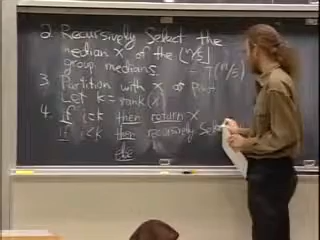 2. Recursively Select the
median x of the ⌊n/5⌋
group medians.
- T(n/5)
3. Partition with x as pivot
Let k = rank(x)
4. If i=k then return x
If i<k then recursively Select
else